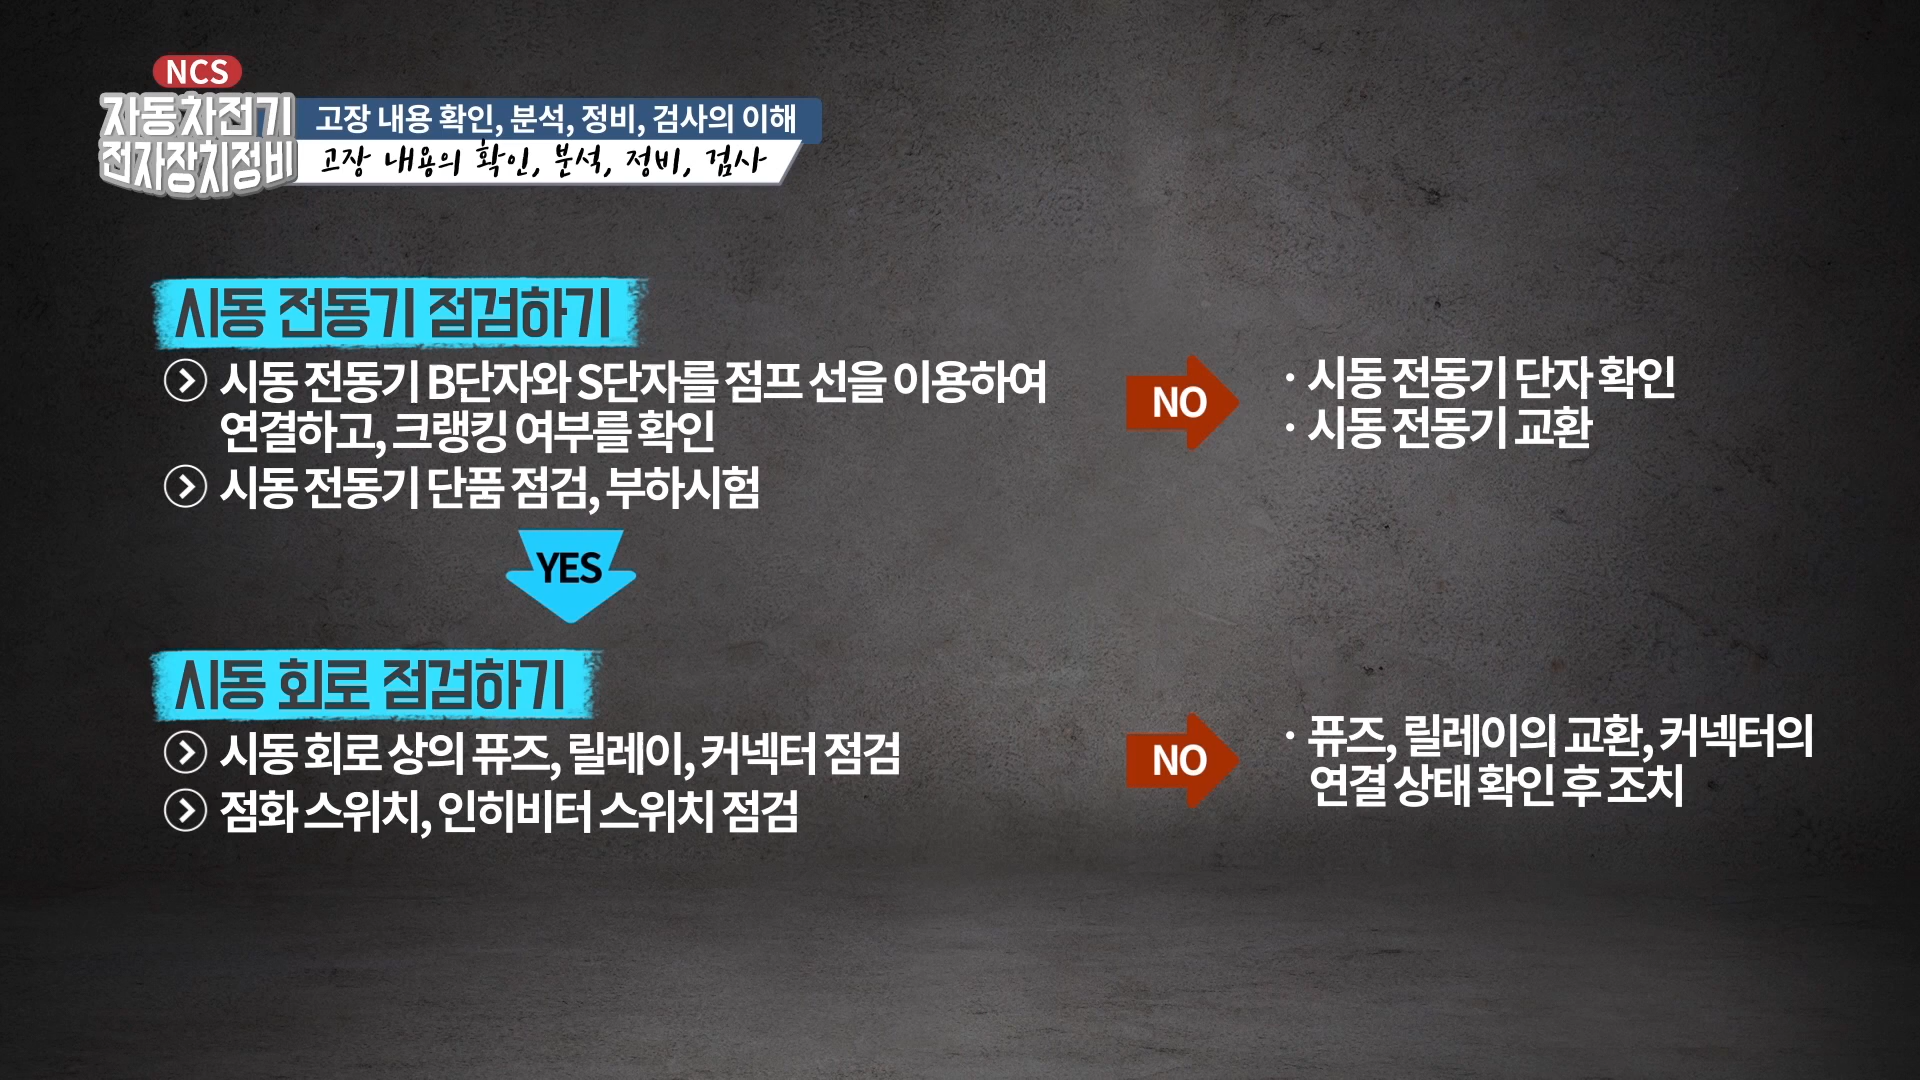 NCS
자동차전기
전자장치정비
고장 내용 확인, 분석, 정비, 검사의 이해
고장 내용의 확인, 분석, 정비, 검사
시동 전동기 점검하기
시동 전동기 B단자와 S단자를 점프 선을 이용하여
연결하고, 크랭킹 여부를 확인
시동 전동기 단품 점검, 부하시험
NO
· 시동 전동기 단자 확인
· 시동 전동기 교환
YES
시동 회로 점검하기
시동 회로 상의 퓨즈, 릴레이, 커넥터 점검
점화 스위치, 인히비터 스위치 점검
NO
· 퓨즈, 릴레이의 교환, 커넥터의
연결 상태 확인 후 조치